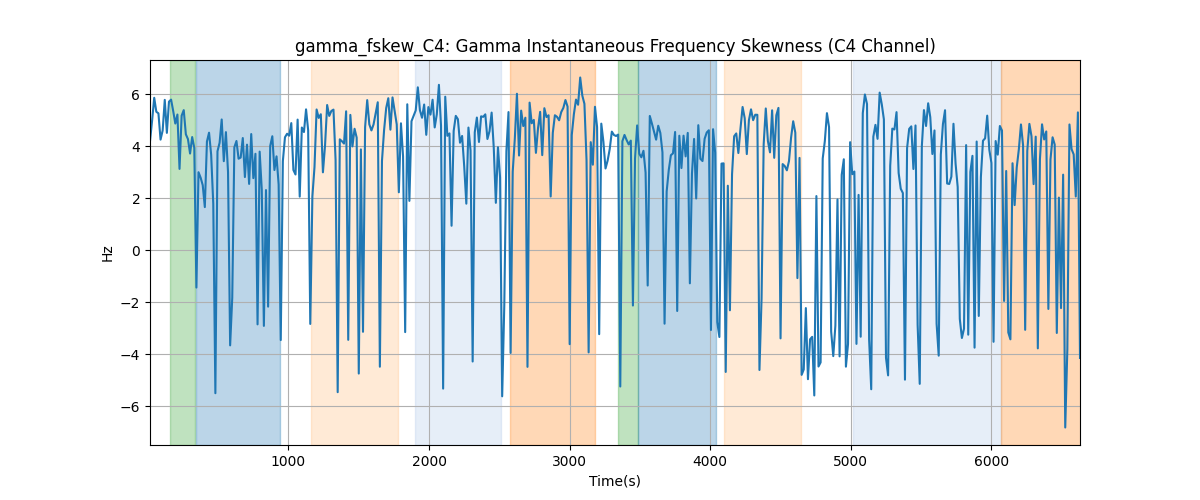 gamma_fskew_C4: Gamma Instantaneous Frequency Skewness (C4 Channel)
6
4
2
0
−2
−4
−6
Hz
1000 2000 3000 4000 5000 6000
Time(s)